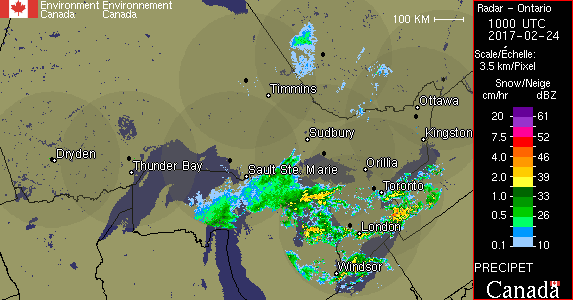 Environment Environnement
Canada Canada
100 KM
Timmins
Ottawa
Sudbury
Kingston
Dryden
Thunder Bay
Sault Ste. Marie
Orillia
Toronto
London
Windsor
Radar - Ontario
1000 UTC
2017-02-24
Scale/Échelle:
3.5 km/Pixel
Snow/Neige
cm/hr dBZ
20 61
7.5 52
4.0 46
2.0 39
1.0 33
0.5 26
0.1 10
PRECIPET
Canada